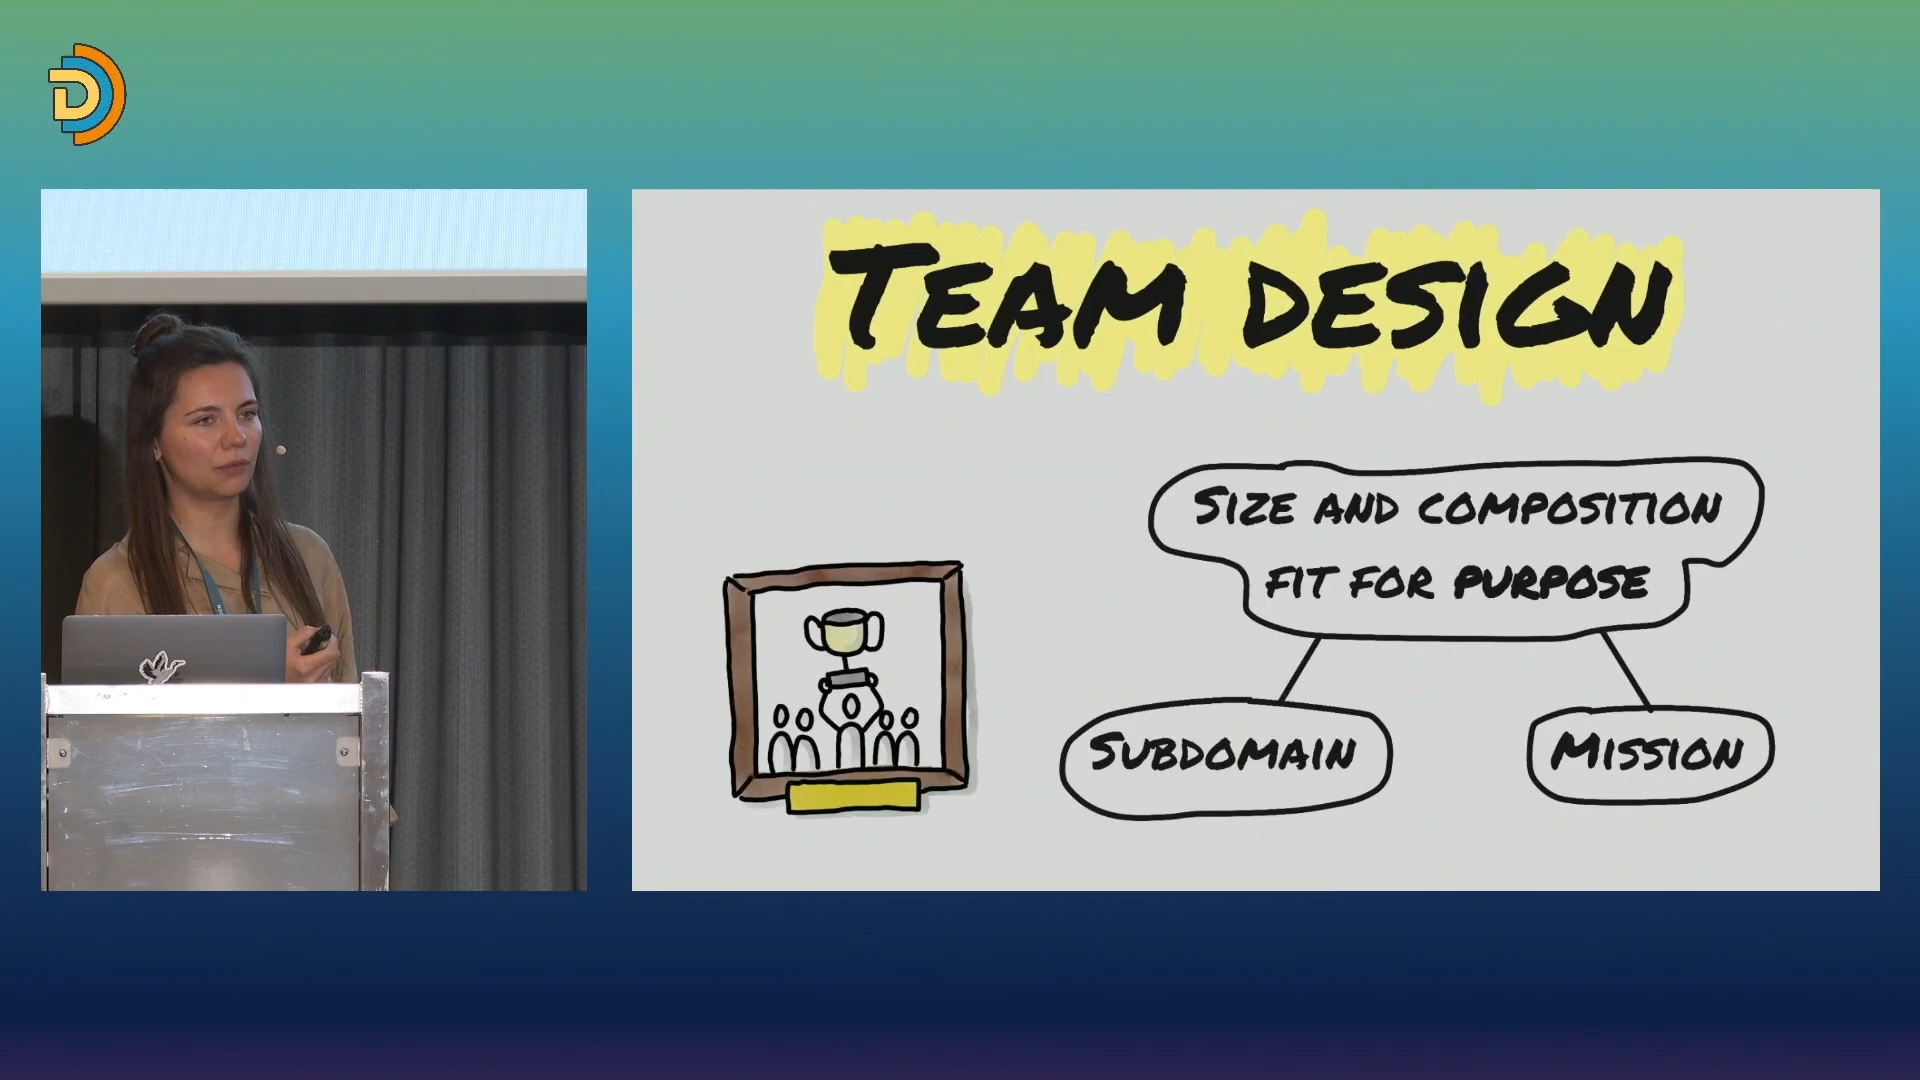 D
TEAM DESIGN
SIZE AND COMPOSITION
FIT FOR PURPOSE
SUBDOMAIN
MISSION